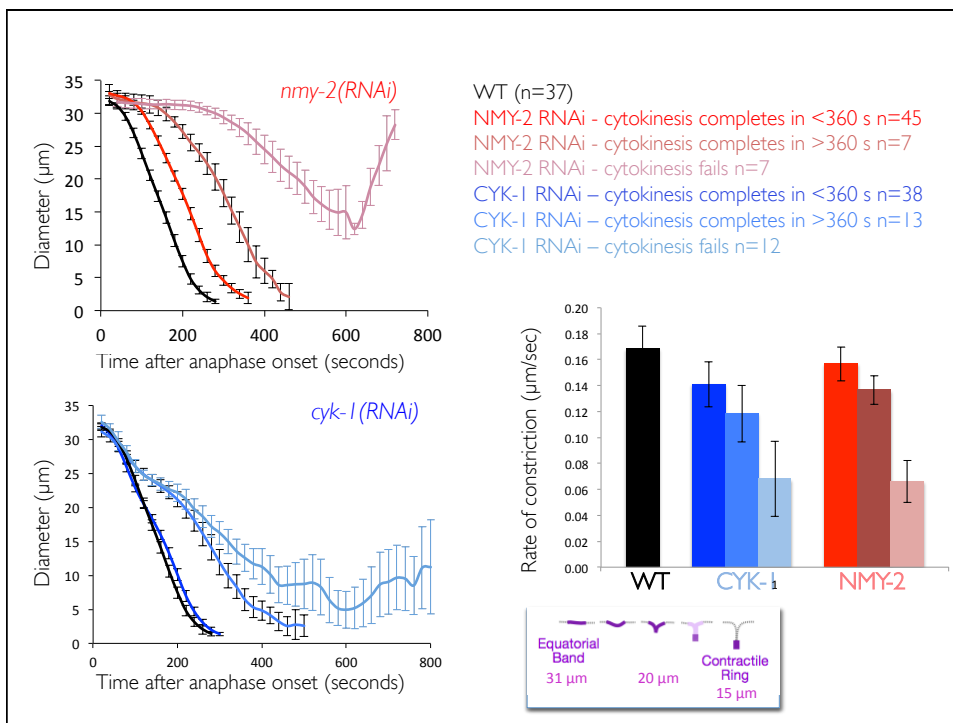 nmy-2(RNAi)
35
30
25
20
15
10
5
0
Diameter (µm)
0 200 400 600 800
Time after anaphase onset (seconds)
WT (n=37)
NMY-2 RNAi - cytokinesis completes in <360 s n=45
NMY-2 RNAi - cytokinesis completes in >360 s n=7
NMY-2 RNAi - cytokinesis fails n=7
CYK-1 RNAi – cytokinesis completes in <360 s n=38
CYK-1 RNAi – cytokinesis completes in >360 s n=13
CYK-1 RNAi – cytokinesis fails n=12
cyk-1(RNAi)
35
30
25
20
15
10
5
0
Diameter (µm)
0 200 400 600 800
Time after anaphase onset (seconds)
0.20
0.18
0.16
0.14
0.12
0.10
0.08
0.06
0.04
0.02
0.00
Rate of constriction (µm/sec)
WT CYK-1 NMY-2
1
Equatorial
Band
Contractile
Ring
31 µm 20 µm 15 µm